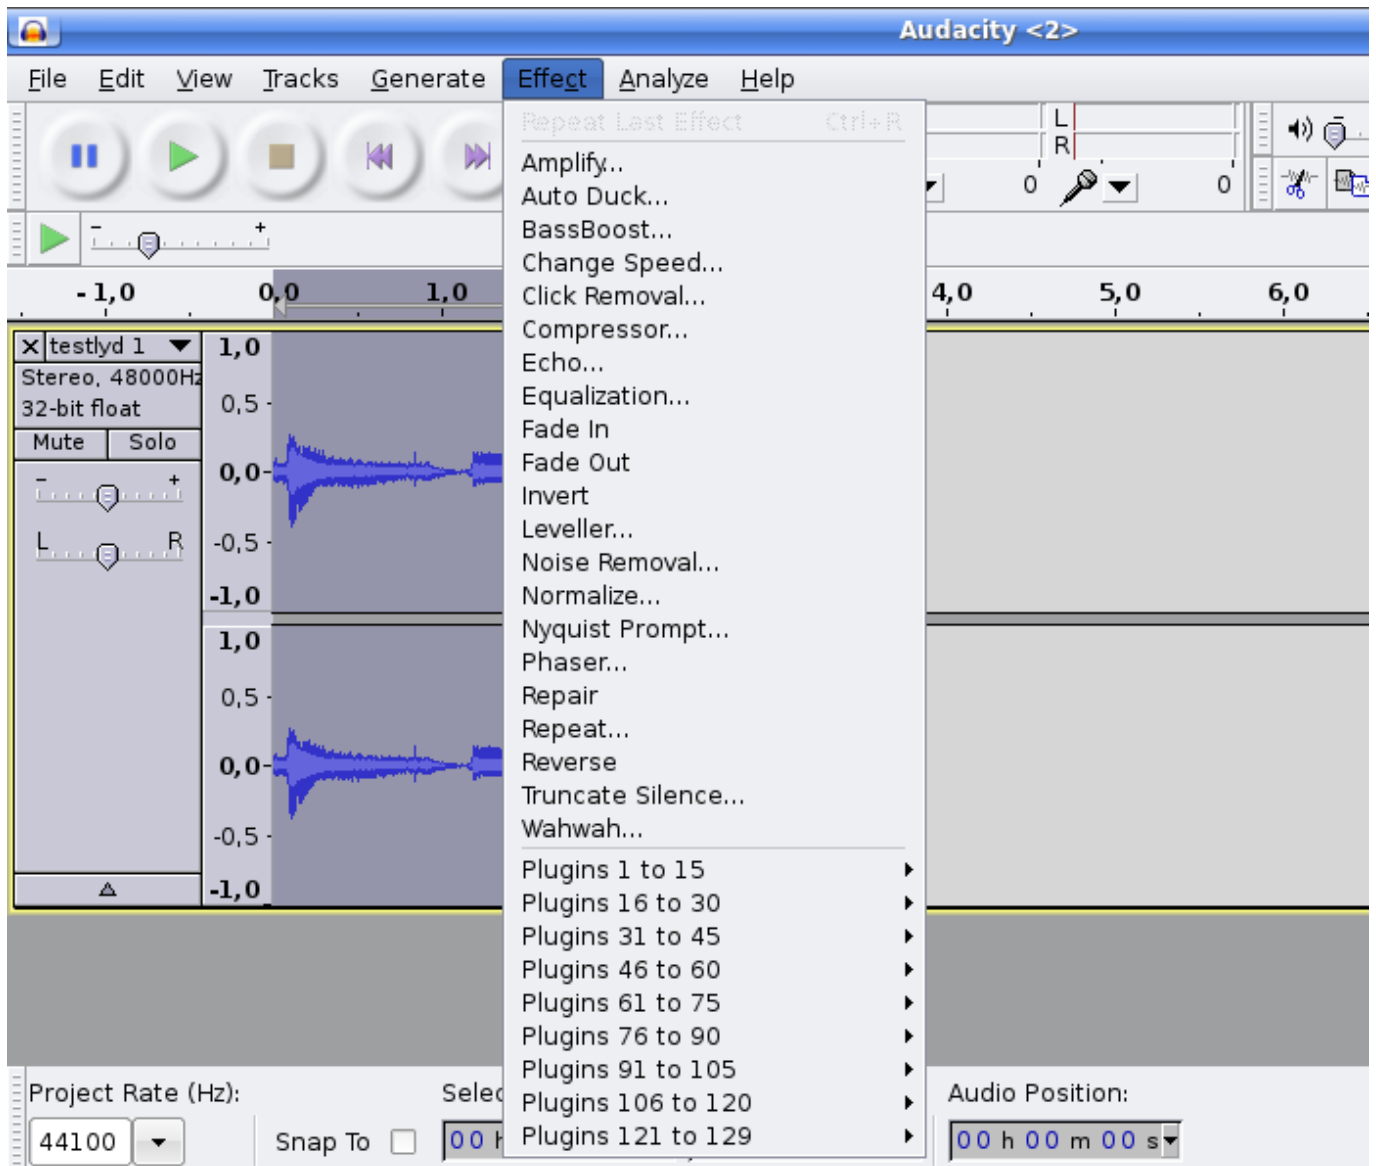 Audacity <2>
File Edit View Tracks Generate Effect Analyze Help
Repeat Last Effect Ctrl+R
Amplify...
Auto Duck...
BassBoost...
Change Speed...
Click Removal...
Compressor...
Echo...
Equalization...
Fade In
Fade Out
Invert
Leveller...
Noise Removal...
Normalize...
Nyquist Prompt...
Phaser...
Repair
Repeat...
Reverse
Truncate Silence...
Wahwah...
Plugins 1 to 15
Plugins 16 to 30
Plugins 31 to 45
Plugins 46 to 60
Plugins 61 to 75
Plugins 76 to 90
Plugins 91 to 105
Plugins 106 to 120
Plugins 121 to 129
L
R
0 0
- +
-1,0 0,0 1,0 4,0 5,0 6,0
testlyd 1
Stereo, 48000Hz
32-bit float
Mute Solo
- +
L R
1,0
0,5
0,0
-0,5
-1,0
1,0
0,5
0,0
-0,5
-1,0
Project Rate (Hz):
44100
Snap To
00
Audio Position:
00 h 00 m 00 s